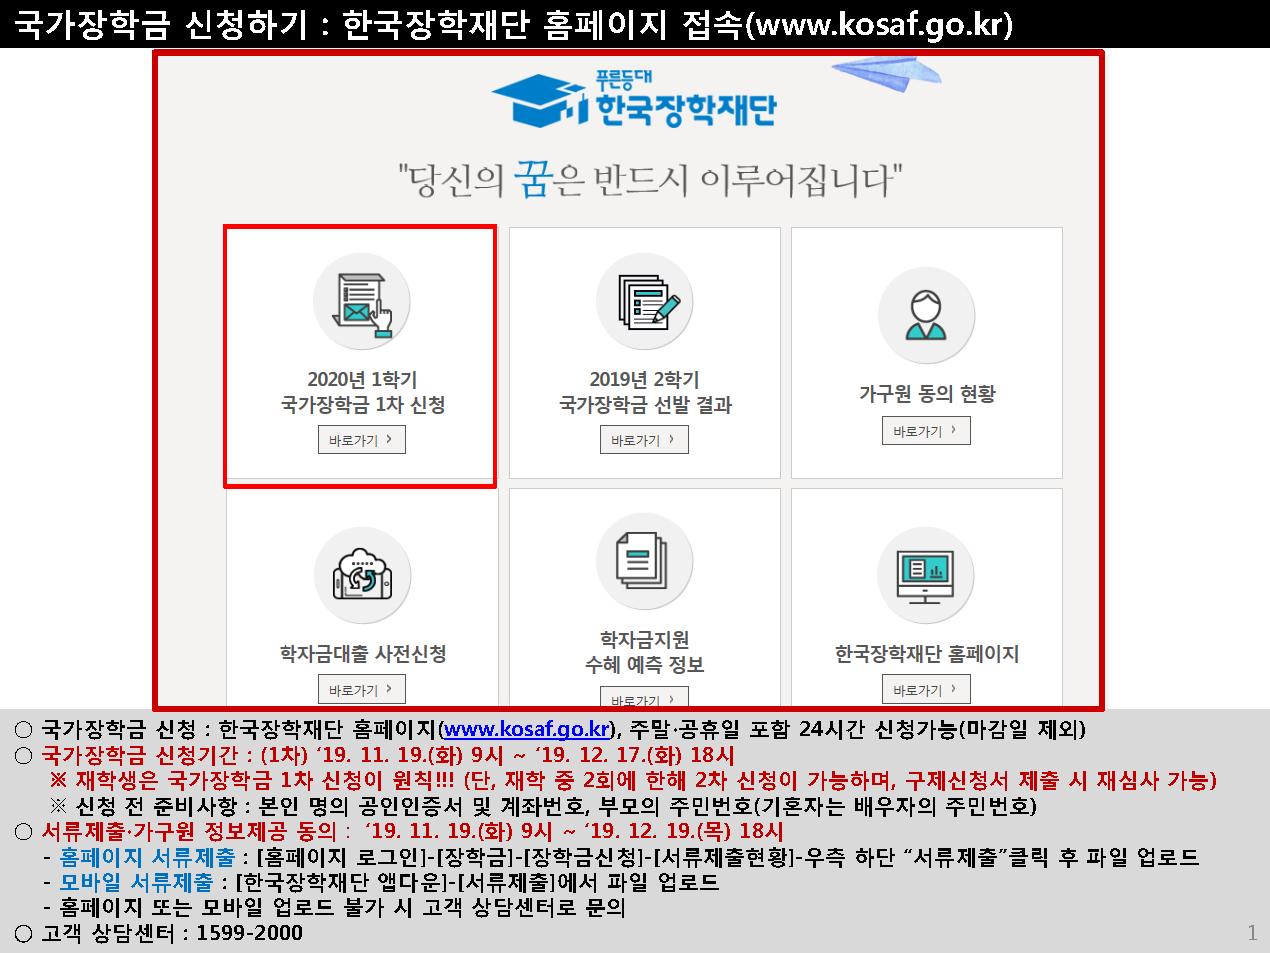 국가장학금 신청하기 : 한국장학재단 홈페이지 접속(www.kosaf.go.kr)
푸른등대
한국장학재단
"당신의 꿈은 반드시 이루어집니다"
2020년 1학기
국가장학금 1차 신청
바로가기 >
2019년 2학기
국가장학금 선발 결과
바로가기 >
가구원 동의 현황
바로가기 >
학자금대출 사전신청
바로가기 >
학자금지원
수혜 예측 정보
바로가기 >
한국장학재단 홈페이지
바로가기 >
○ 국가장학금 신청 : 한국장학재단 홈페이지(www.kosaf.go.kr), 주말·공휴일 포함 24시간 신청가능(마감일 제외)
○ 국가장학금 신청기간 : (1차) ‘19. 11. 19.(화) 9시 ~ ‘19. 12. 17.(화) 18시
※ 재학생은 국가장학금 1차 신청이 원칙!!! (단, 재학 중 2회에 한해 2차 신청이 가능하며, 구제신청서 제출 시 재심사 가능)
※ 신청 전 준비사항 : 본인 명의 공인인증서 및 계좌번호, 부모의 주민번호(기혼자는 배우자의 주민번호)
○ 서류제출·가구원 정보제공 동의 : ‘19. 11. 19.(화) 9시 ~ ‘19. 12. 19.(목) 18시
- 홈페이지 서류제출 : [홈페이지 로그인]-[장학금]-[장학금신청]-[서류제출현황]-우측 하단 “서류제출”클릭 후 파일 업로드
- 모바일 서류제출 : [한국장학재단 앱다운]-[서류제출]에서 파일 업로드
- 홈페이지 또는 모바일 업로드 불가 시 고객 상담센터로 문의
○ 고객 상담센터 : 1599-2000
1